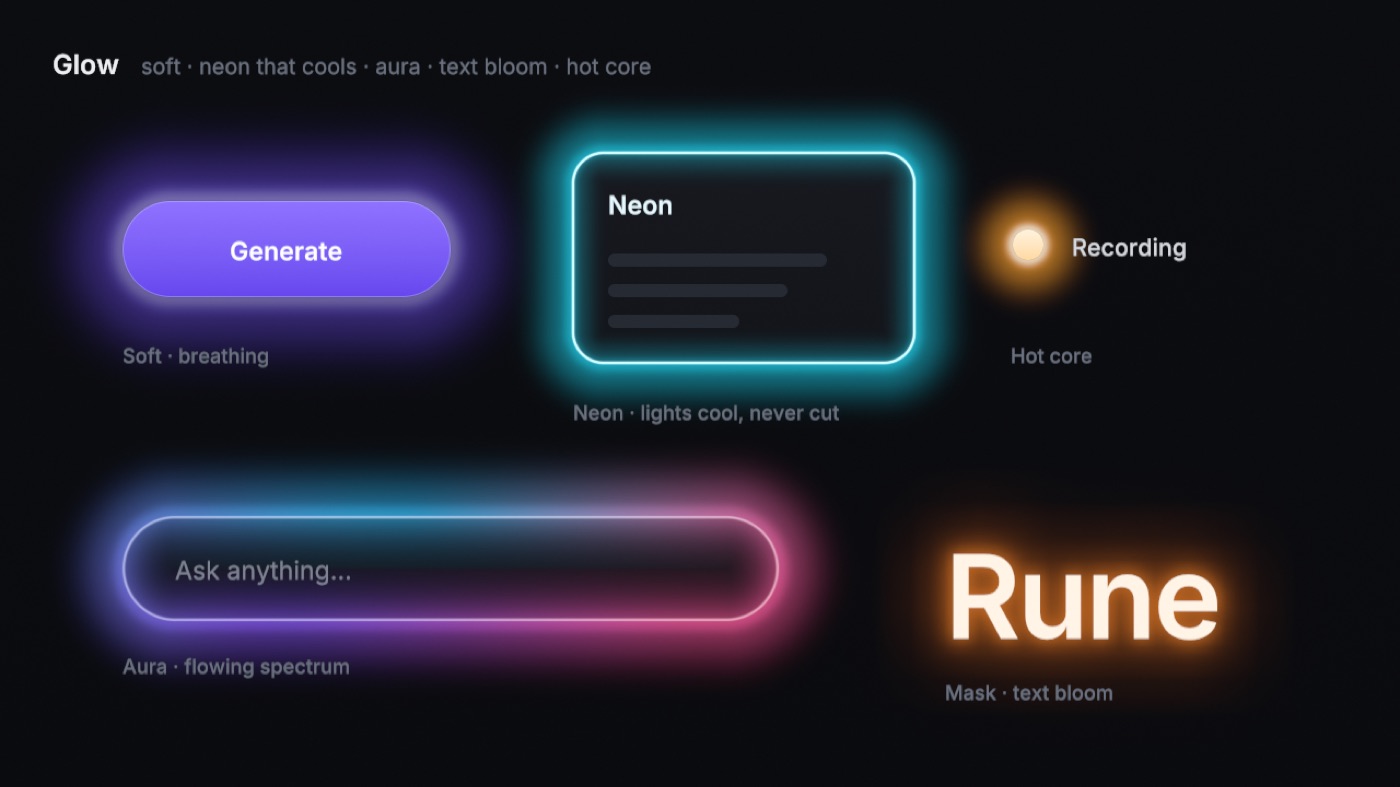 Glow soft · neon that cools · aura · text bloom · hot core
Generate
Soft · breathing
Neon
Neon · lights cool, never cut
Recording
Hot core
Ask anything...
Aura · flowing spectrum
Rune
Mask · text bloom